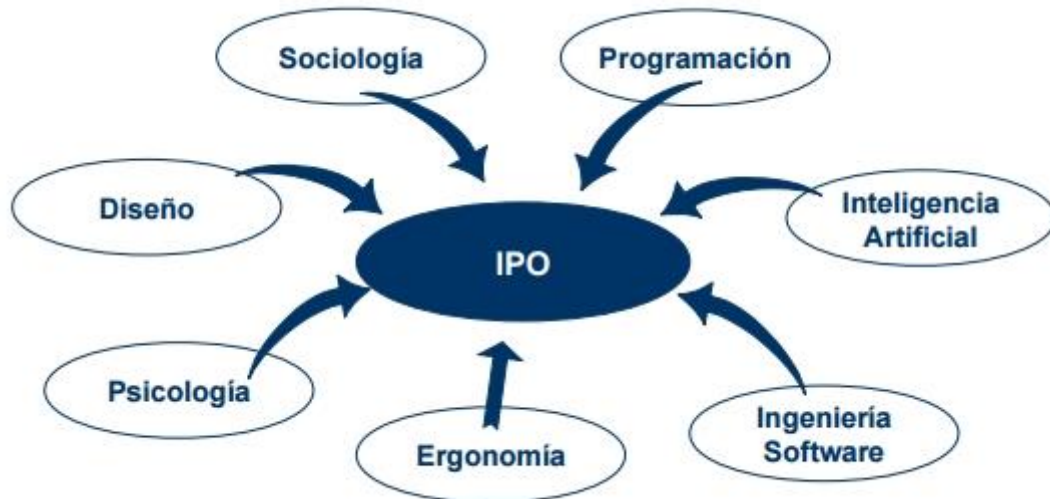 Sociología
Programación
Diseño
Inteligencia
Artificial
IPO
Psicología
Ergonomía
Ingeniería
Software